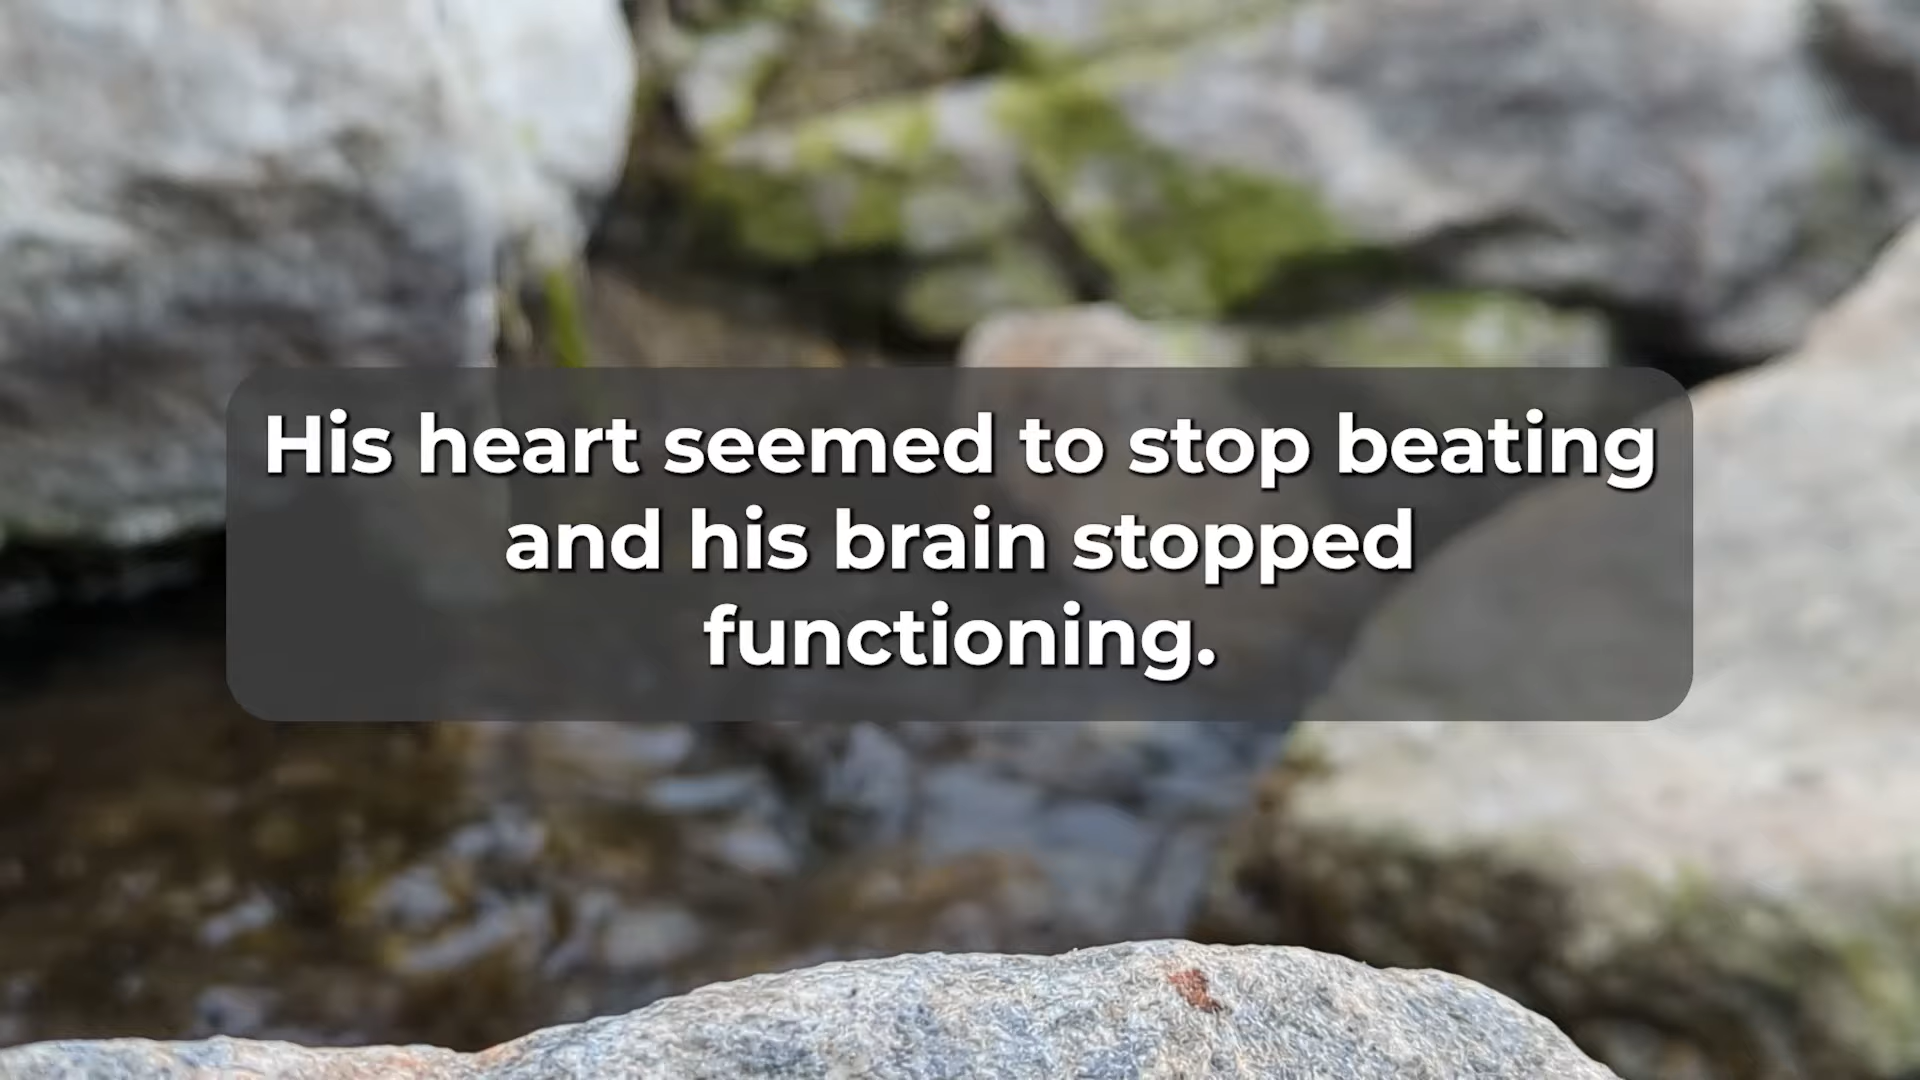 His heart seemed to stop beating
and his brain stopped
functioning.